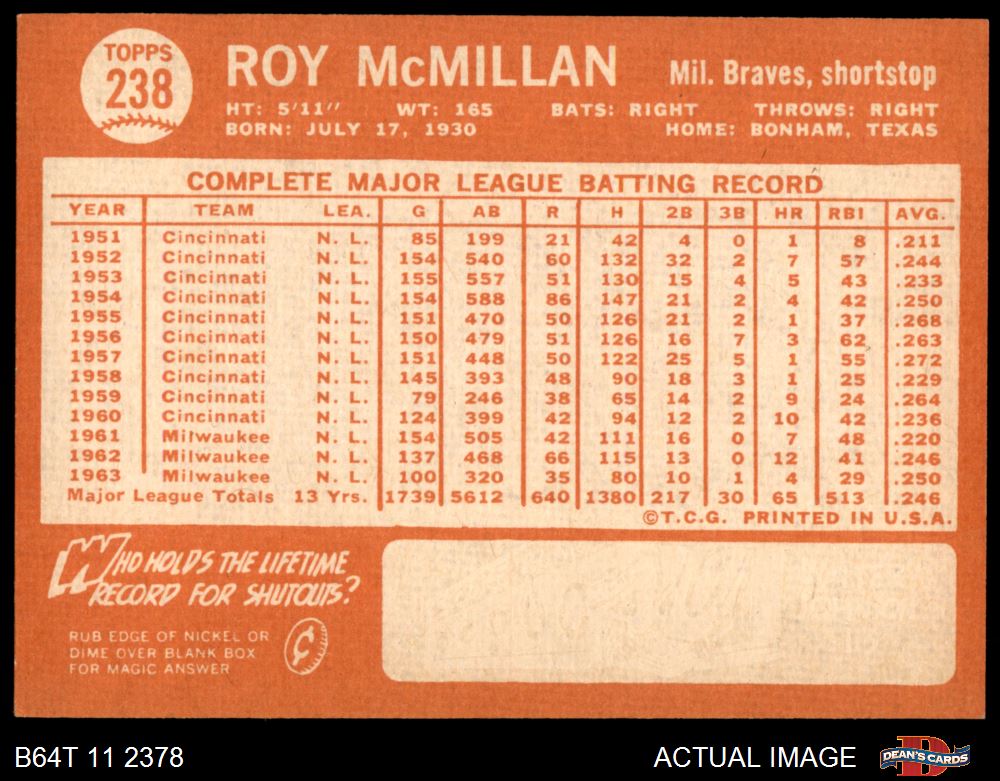 TOPPS
238
ROY McMILLAN
Mil. Braves, shortstop
HT: 5'11" WT: 165 BATS: RIGHT THROWS: RIGHT
BORN: JULY 17, 1930 HOME: BONHAM, TEXAS
COMPLETE MAJOR LEAGUE BATTING RECORD
YEAR TEAM LEA. G AB R H 2B 3B HR RBI AVG.
1951 Cincinnati N. L. 85 199 21 42 4 0 1 8 .211
1952 Cincinnati N. L. 154 540 60 132 32 2 7 57 .244
1953 Cincinnati N. L. 155 557 51 130 15 4 5 43 .233
1954 Cincinnati N. L. 154 588 86 147 21 2 4 42 .250
1955 Cincinnati N. L. 151 470 50 126 21 2 1 37 .268
1956 Cincinnati N. L. 150 479 51 126 16 7 3 62 .263
1957 Cincinnati N. L. 151 448 50 122 25 5 1 55 .272
1958 Cincinnati N. L. 145 393 48 90 18 3 1 25 .229
1959 Cincinnati N. L. 79 246 38 65 14 2 9 24 .264
1960 Cincinnati N. L. 124 399 42 94 12 2 10 42 .236
1961 Milwaukee N. L. 154 505 42 111 16 0 7 48 .220
1962 Milwaukee N. L. 137 468 66 115 13 0 12 41 .246
1963 Milwaukee N. L. 100 320 35 80 10 1 4 29 .250
Major League Totals 13 Yrs. 1739 5612 640 1380 217 30 65 513 .246
©T.C.G. PRINTED IN U.S.A.
WHO HOLDS THE LIFETIME
RECORD FOR SHUTOUTS?
RUB EDGE OF NICKEL OR
DIME OVER BLANK BOX
FOR MAGIC ANSWER
¢
B64T 11 2378
ACTUAL IMAGE
DEAN'S CARDS